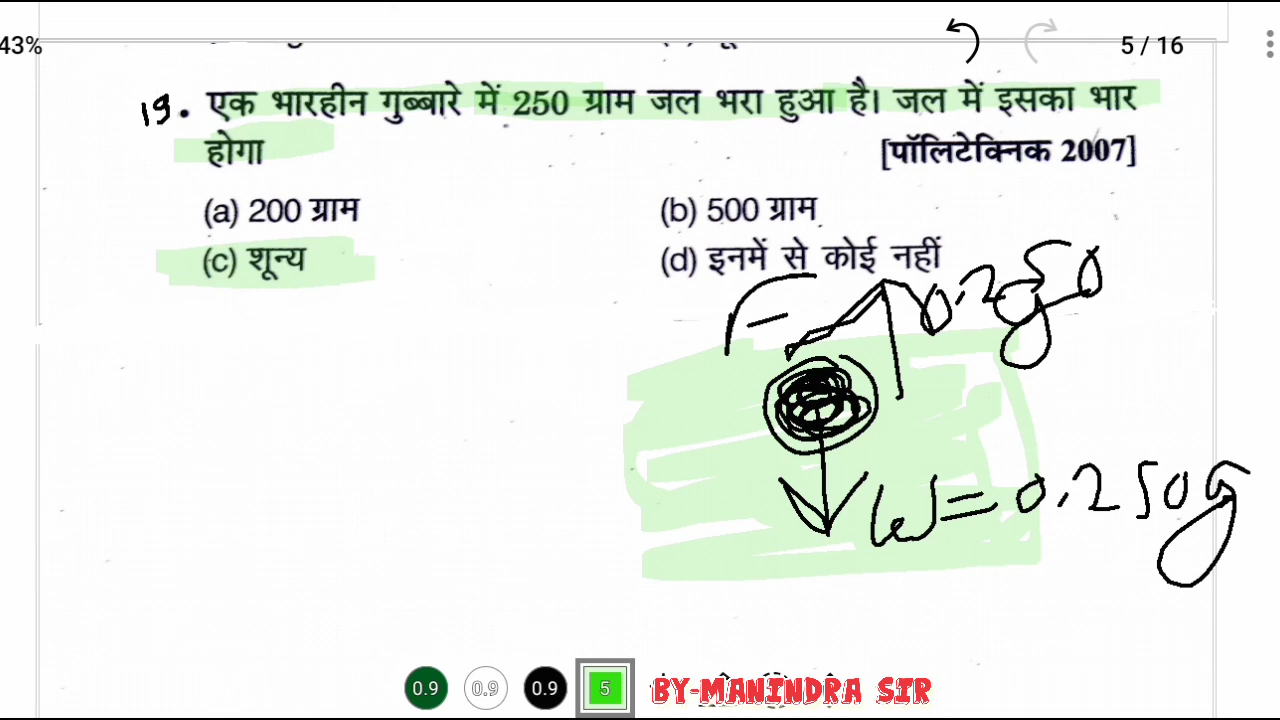 43%
5 / 16
19. एक भारहीन गुब्बारे में 250 ग्राम जल भरा हुआ है। जल में इसका भार
होगा [पॉलिटेक्निक 2007]
(a) 200 ग्राम (b) 500 ग्राम
(c) शून्य (d) इनमें से कोई नहीं
0.250
g
W=0.250g
0.9 0.9 0.9 5 BY-MANINDRA SIR